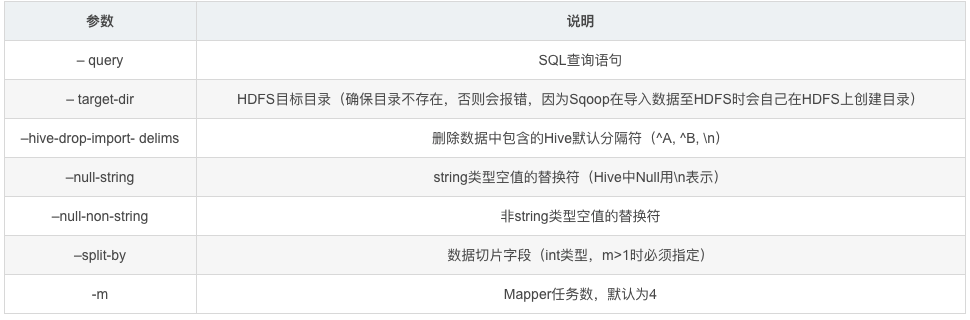 参数 说明
– query SQL查询语句
– target-dir HDFS目标目录（确保目录不存在，否则会报错，因为Sqoop在导入数据至HDFS时会自己在HDFS上创建目录）
–hive-drop-import- delims 删除数据中包含的Hive默认分隔符（^A, ^B, \n）
–null-string string类型空值的替换符（Hive中Null用\n表示）
–null-non-string 非string类型空值的替换符
–split-by 数据切片字段（int类型，m>1时必须指定）
-m Mapper任务数，默认为4